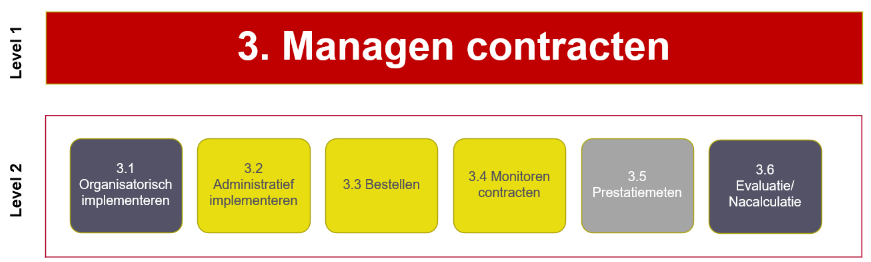 Level 1
3. Managen contracten
Level 2
3.1
Organisatorisch
implementeren
3.2
Administratief
implementeren
3.3 Bestellen
3.4 Monitoren
contracten
3.5
Prestatiemeten
3.6
Evaluatie/
Nacalculatie